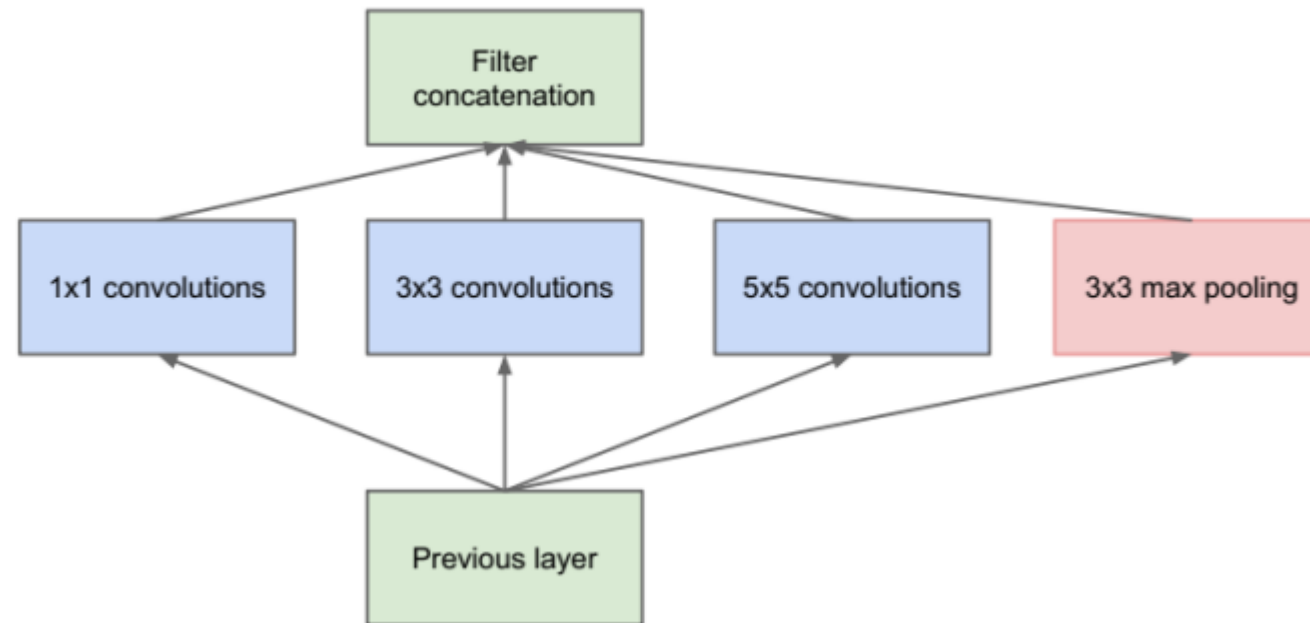 Filter
concatenation
1x1 convolutions
3x3 convolutions
5x5 convolutions
3x3 max pooling
Previous layer